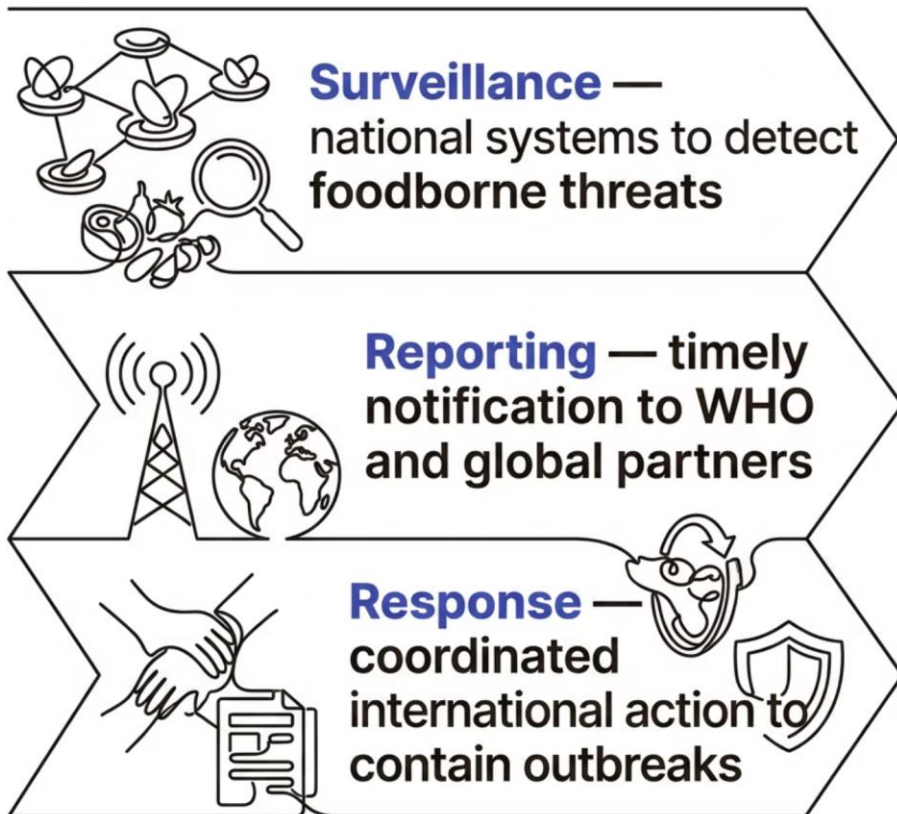 Surveillance —
national systems to detect
foodborne threats
Reporting — timely
notification to WHO
and global partners
Response —
coordinated
international action to
contain outbreaks